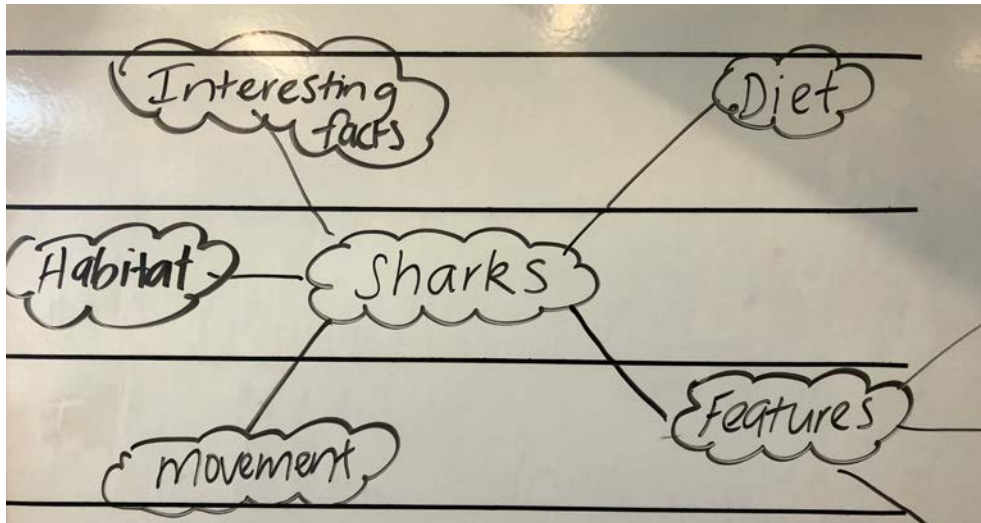 Interesting
facts
Diet
Habitat
Sharks
Features
movement